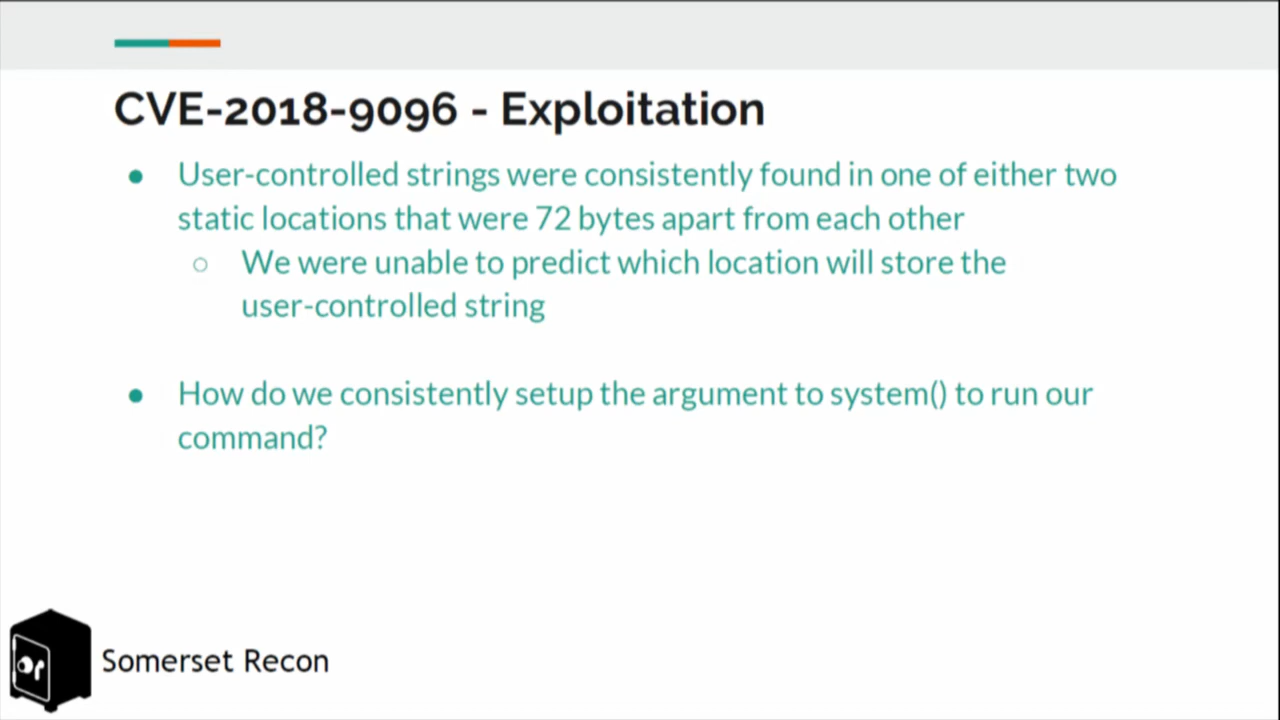 CVE-2018-9096 - Exploitation
● User-controlled strings were consistently found in one of either two
static locations that were 72 bytes apart from each other
○ We were unable to predict which location will store the
user-controlled string
● How do we consistently setup the argument to system() to run our
command?
Somerset Recon